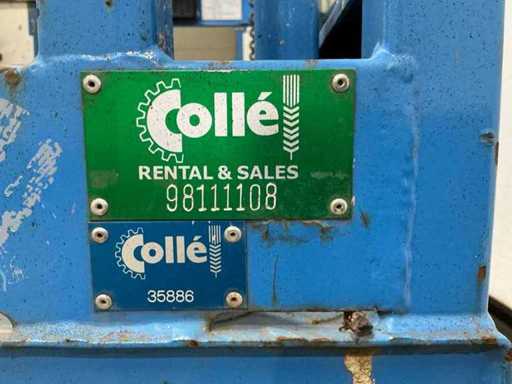 Collé
RENTAL & SALES
98111108
Collé
35886